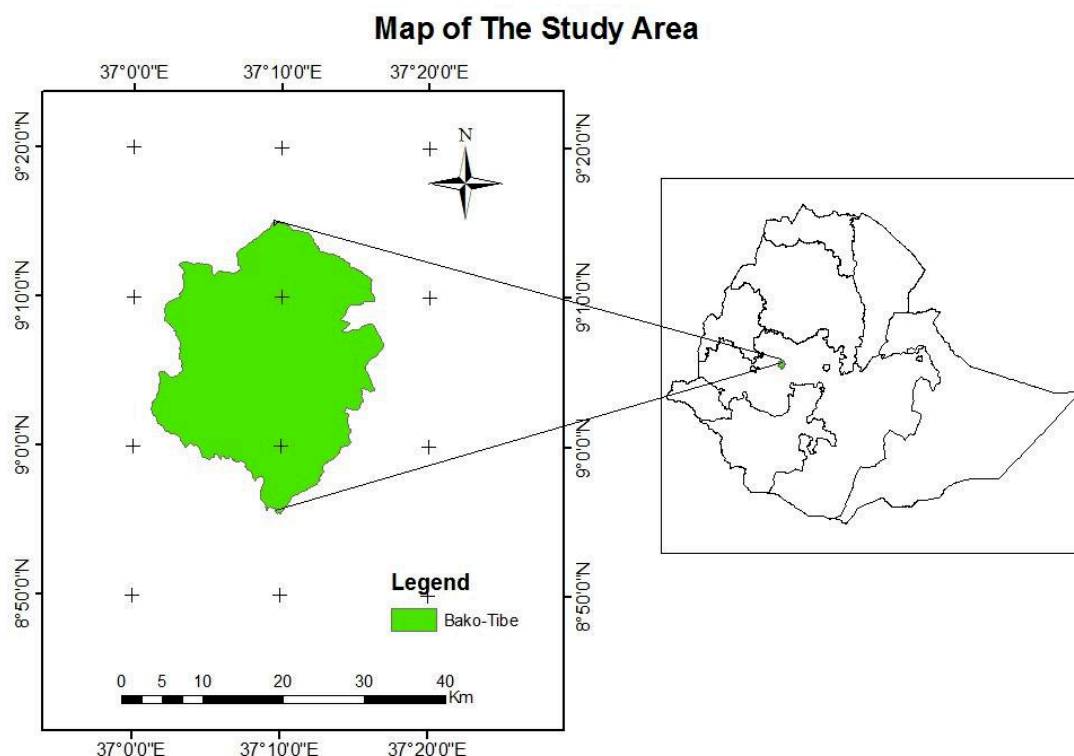 Map of The Study Area
37°0'0"E 37°10'0"E 37°20'0"E
N
9°20'0"N 9°20'0"N
9°10'0"N 9°10'0"N
9°0'0"N 9°0'0"N
8°50'0"N 8°50'0"N
Legend
Bako-Tibe
0 5 10 20 30 40
Km
37°0'0"E 37°10'0"E 37°20'0"E